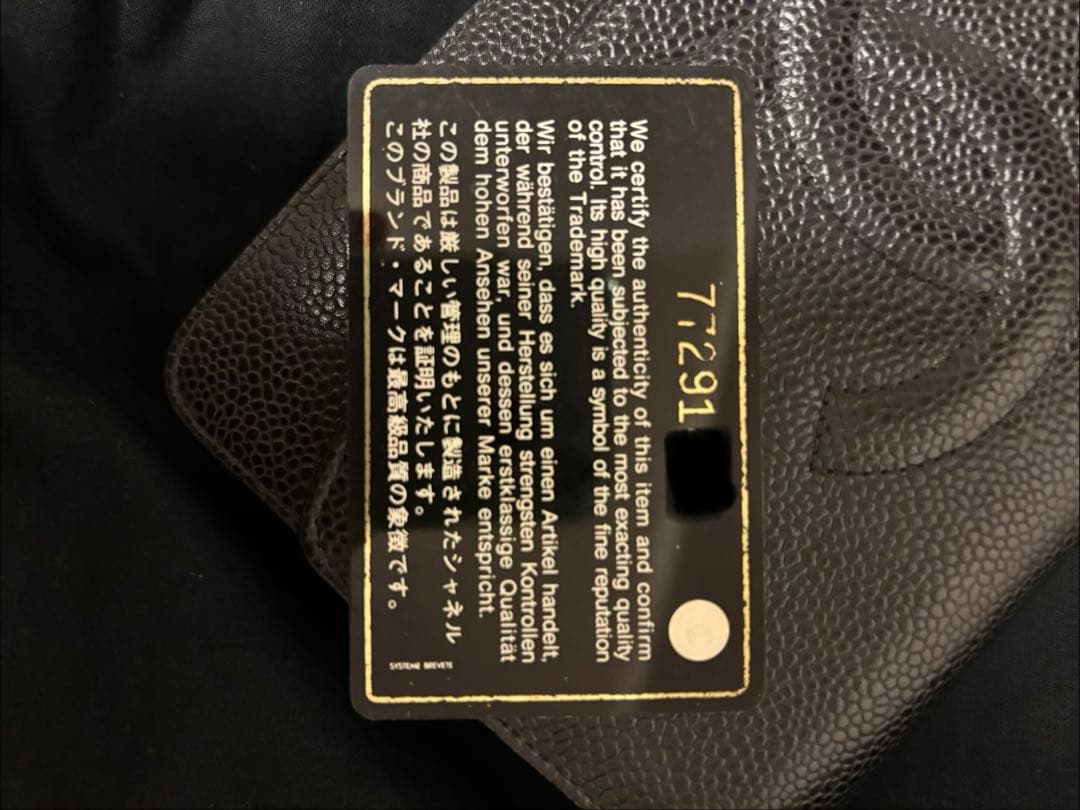 77291
We certify the authenticity of this item and confirm
that it has been subjected to the most exacting quality
control. Its high quality is a symbol of the fine reputation
of the Trademark.
Wir bestätigen, dass es sich um einen Artikel handelt,
der während seiner Herstellung strengsten Kontrollen
unterworfen war, und dessen erstklassige Qualität
dem hohen Ansehen unserer Marke entspricht.
この製品は厳しい管理のもとに製造されたシャネル
社の商品であることを証明いたします。
このブランド・マークは最高級品質の象徴です。
SYSTEME BREVETE